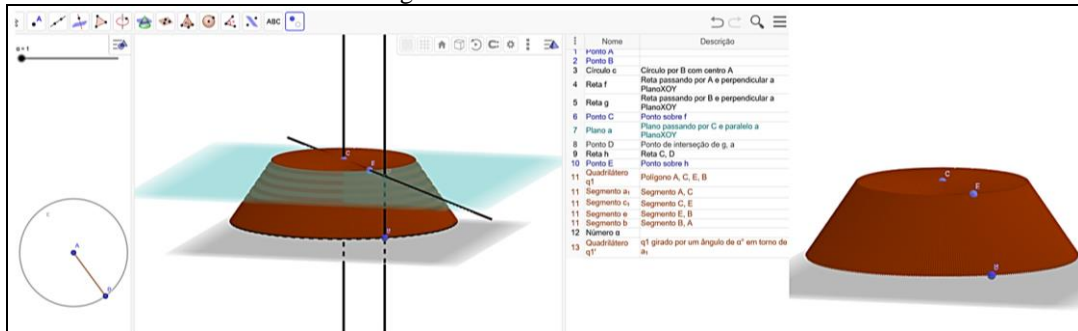 ABC
α = 1
Nome Descrição
1 Ponto A
2 Ponto B
3 Círculo c Círculo por B com centro A
4 Reta f Reta passando por A e perpendicular a
PlanoXOY
5 Reta g Reta passando por B e perpendicular a
PlanoXOY
6 Ponto C Ponto sobre f
7 Plano a Plano passando por C e paralelo a
PlanoXOY
8 Ponto D Ponto de interseção de g, a
9 Reta h Reta C, D
10 Ponto E Ponto sobre h
11 Quadrilátero
q1 Polígono A, C, E, B
11 Segmento a₁ Segmento A, C
11 Segmento c₁ Segmento C, E
11 Segmento e Segmento E, B
11 Segmento b Segmento B, A
12 Número α
13 Quadrilátero
q1' q1 girado por um ângulo de α° em torno de
a₁
C
E
B
c
A
B
C
E
B